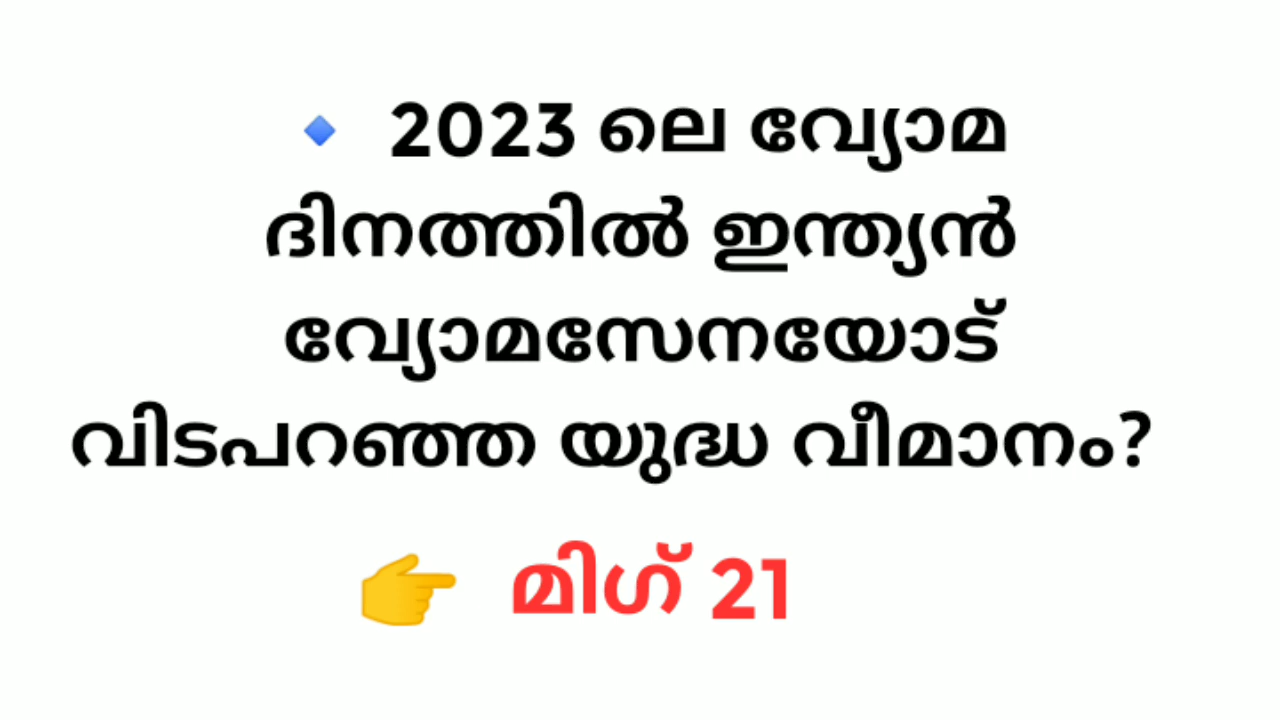 🔹 2023 ലെ വ്യോമ
ദിനത്തിൽ ഇന്ത്യൻ
വ്യോമസേനയോട്
വിടപറഞ്ഞ യുദ്ധ വീമാനം?
👉 മിഗ് 21